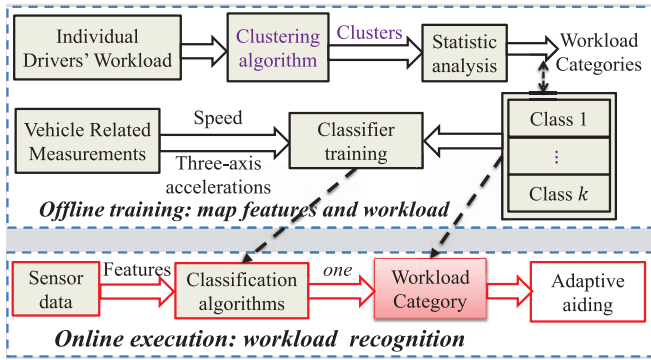 Individual
Drivers' Workload
Clustering
algorithm
Clusters
Statistic
analysis
Workload
Categories
Vehicle Related
Measurements
Speed
Three-axis
accelerations
Classifier
training
Class 1
⋮
Class k
Offline training: map features and workload
Sensor
data
Features
Classification
algorithms
one
Workload
Category
Adaptive
aiding
Online execution: workload recognition